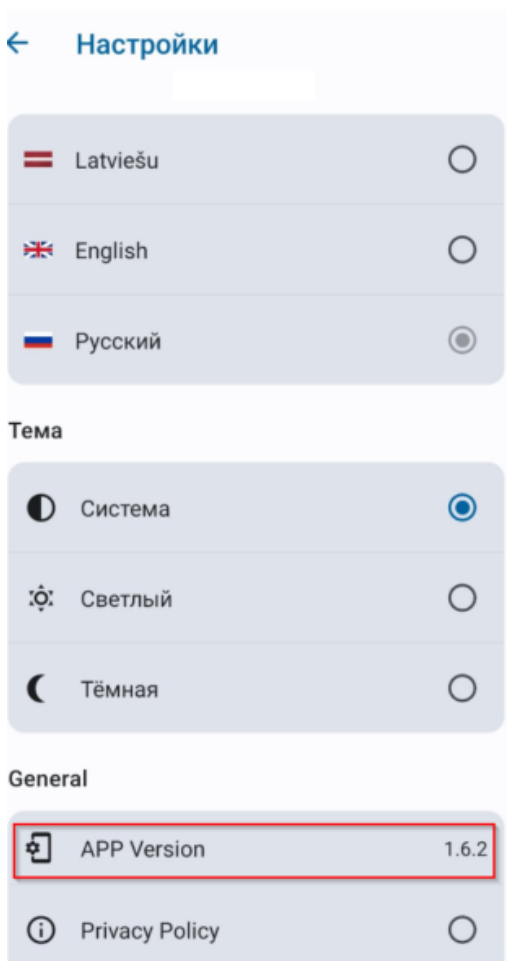 Настройки
Latviešu
English
Русский
Тема
Система
Светлый
Тёмная
General
APP Version 1.6.2
Privacy Policy